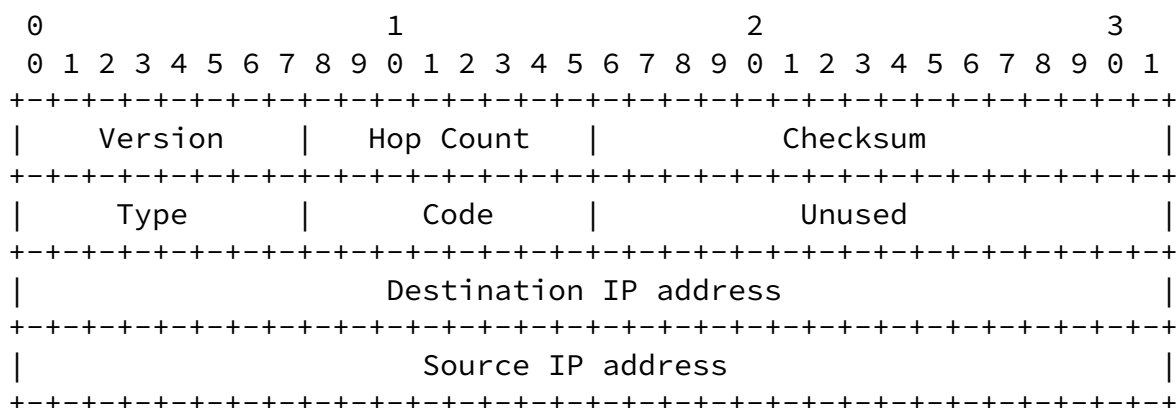 0                   1                   2                   3
 0 1 2 3 4 5 6 7 8 9 0 1 2 3 4 5 6 7 8 9 0 1 2 3 4 5 6 7 8 9 0 1
+-+-+-+-+-+-+-+-+-+-+-+-+-+-+-+-+-+-+-+-+-+-+-+-+-+-+-+-+-+-+-+-+
|    Version    |   Hop Count   |          Checksum             |
+-+-+-+-+-+-+-+-+-+-+-+-+-+-+-+-+-+-+-+-+-+-+-+-+-+-+-+-+-+-+-+-+
|     Type      |      Code     |           Unused              |
+-+-+-+-+-+-+-+-+-+-+-+-+-+-+-+-+-+-+-+-+-+-+-+-+-+-+-+-+-+-+-+-+
|                    Destination IP address                     |
+-+-+-+-+-+-+-+-+-+-+-+-+-+-+-+-+-+-+-+-+-+-+-+-+-+-+-+-+-+-+-+-+
|                      Source IP address                        |
+-+-+-+-+-+-+-+-+-+-+-+-+-+-+-+-+-+-+-+-+-+-+-+-+-+-+-+-+-+-+-+-+